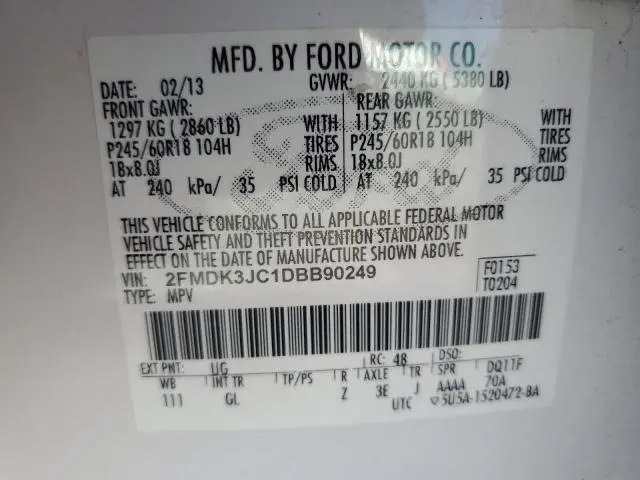 MFD. BY FORD MOTOR CO.
DATE: 02/13 GVWR: 2440 KG ( 5380 LB)
FRONT GAWR: REAR GAWR:
1297 KG ( 2860 LB) WITH 1157 KG ( 2550 LB) WITH
P245/60R18 104H TIRES P245/60R18 104H TIRES
18x8.0J RIMS 18x8.0J RIMS
AT 240 kPa/ 35 PSI COLD AT 240 kPa/ 35 PSI COLD
THIS VEHICLE CONFORMS TO ALL APPLICABLE FEDERAL MOTOR
VEHICLE SAFETY AND THEFT PREVENTION STANDARDS IN
EFFECT ON THE DATE OF MANUFACTURE SHOWN ABOVE.
VIN: 2FMDK3JC1DBB90249 F0153
TYPE: MPV T0204
EXT PNT: UG RC: 48 DSO:
WB INT TR TP/PS R AXLE TR SPR DQ11F
111 GL Z 3E J AAAA 70A
UTC 5U5A-1520472-BA